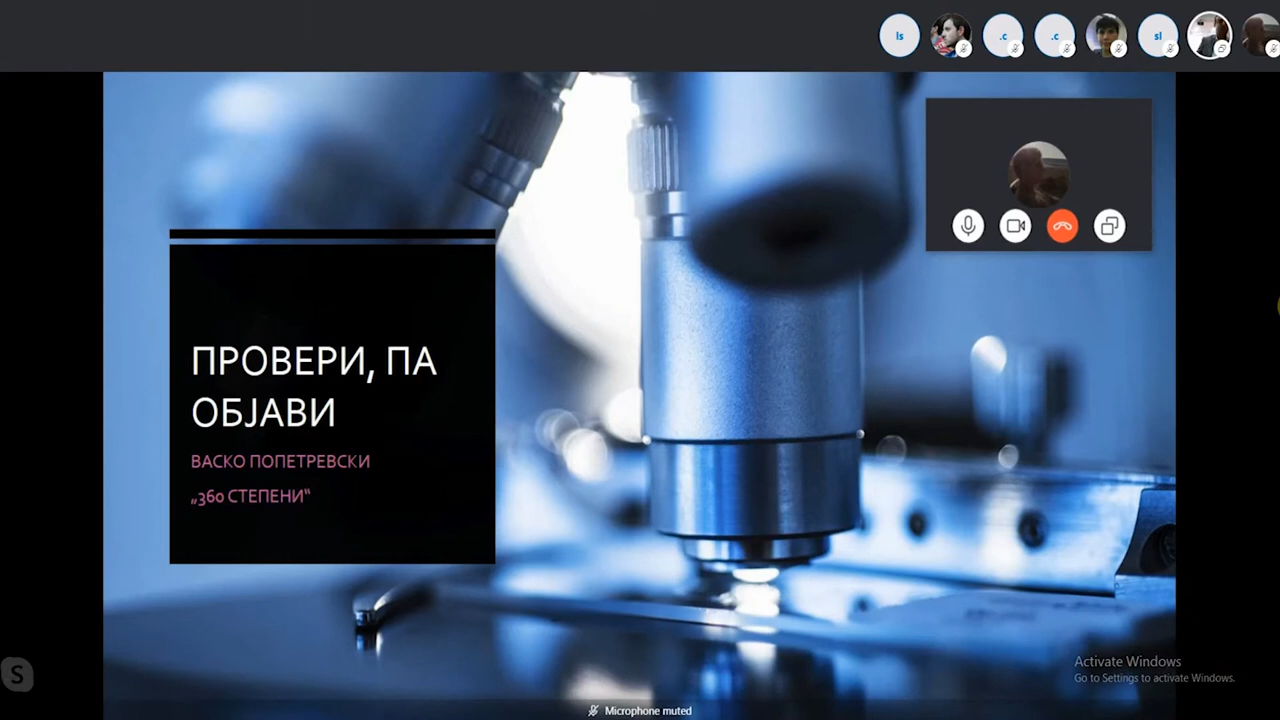 ls
.c
.c
sl
ПРОВЕРИ, ПА
ОБЈАВИ
ВАСКО ПОПЕТРЕВСКИ
„360 СТЕПЕНИ“
S
Activate Windows
Go to Settings to activate Windows.
Microphone muted